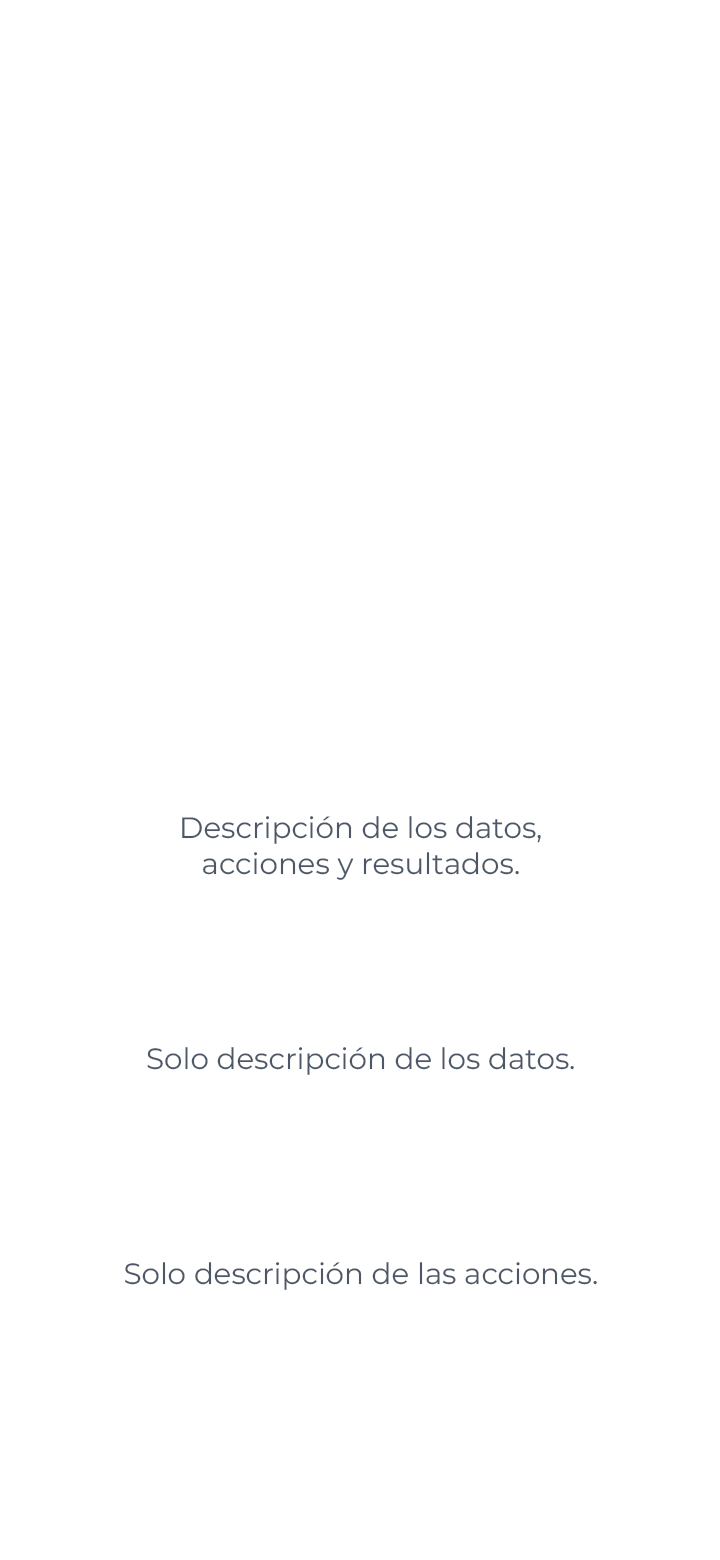 Descripción de los datos,
acciones y resultados.
Solo descripción de los datos.
Solo descripción de las acciones.